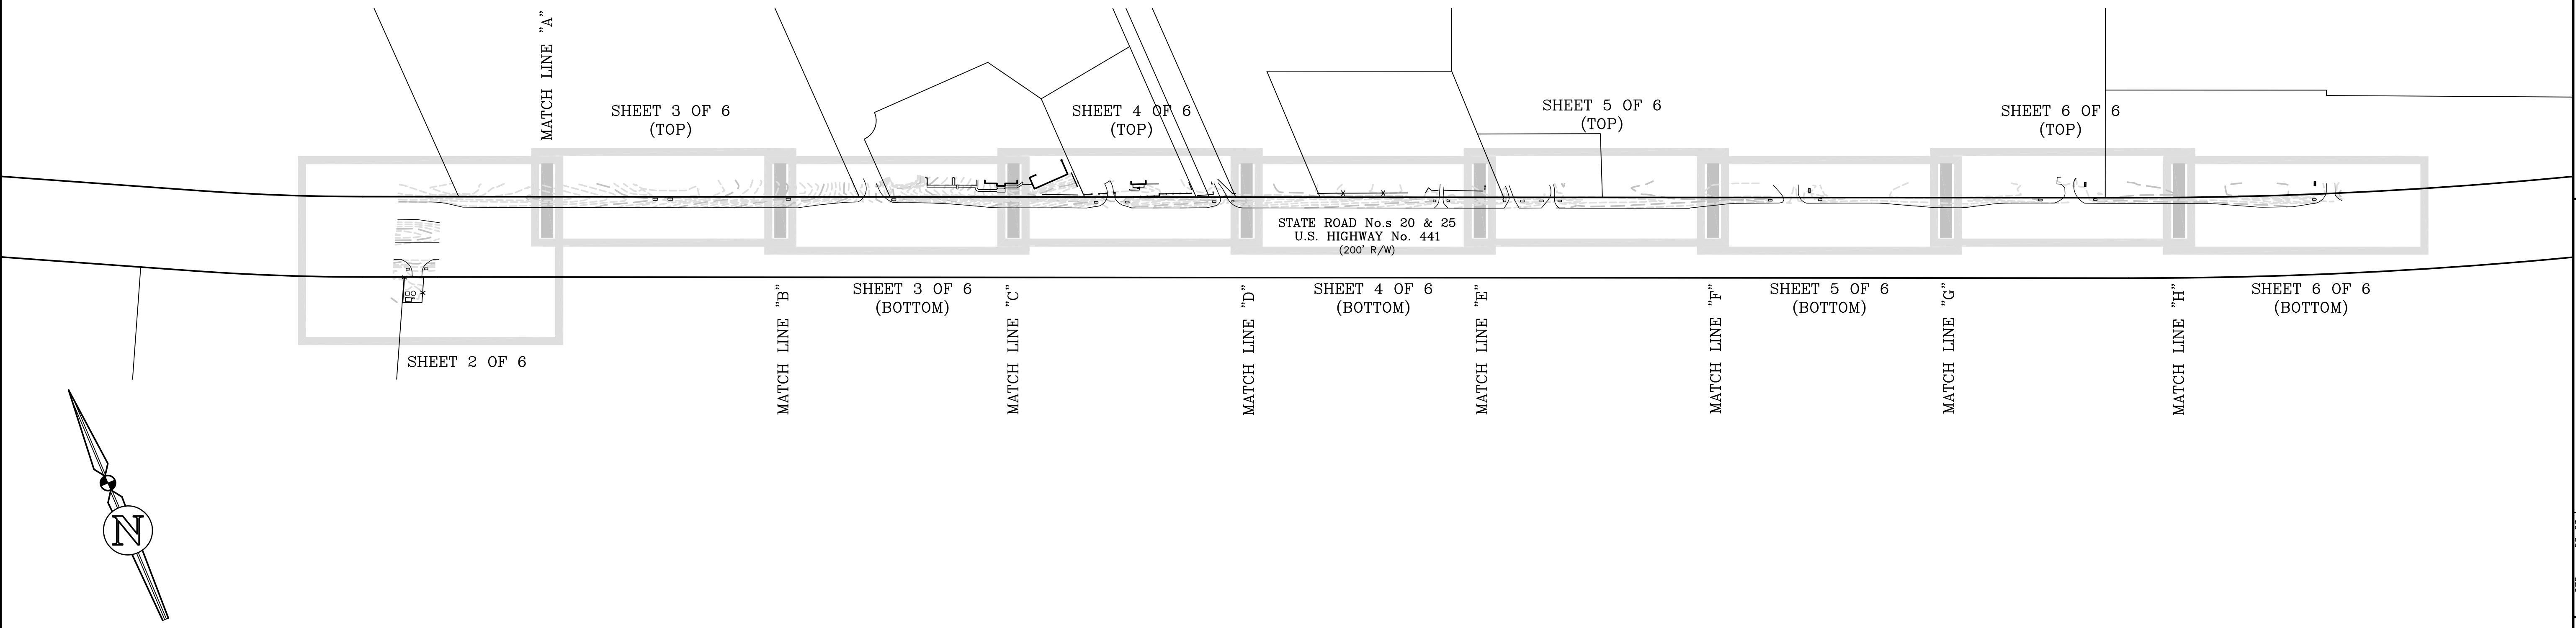 MATCH LINE "A"
SHEET 3 OF 6
(TOP)
SHEET 4 OF 6
(TOP)
SHEET 5 OF 6
(TOP)
SHEET 6 OF 6
(TOP)
STATE ROAD No.s 20 & 25
U.S. HIGHWAY No. 441
(200' R/W)
SHEET 2 OF 6
MATCH LINE "B"
SHEET 3 OF 6
(BOTTOM)
MATCH LINE "C"
MATCH LINE "D"
SHEET 4 OF 6
(BOTTOM)
MATCH LINE "E"
MATCH LINE "F"
SHEET 5 OF 6
(BOTTOM)
MATCH LINE "G"
MATCH LINE "H"
SHEET 6 OF 6
(BOTTOM)
N